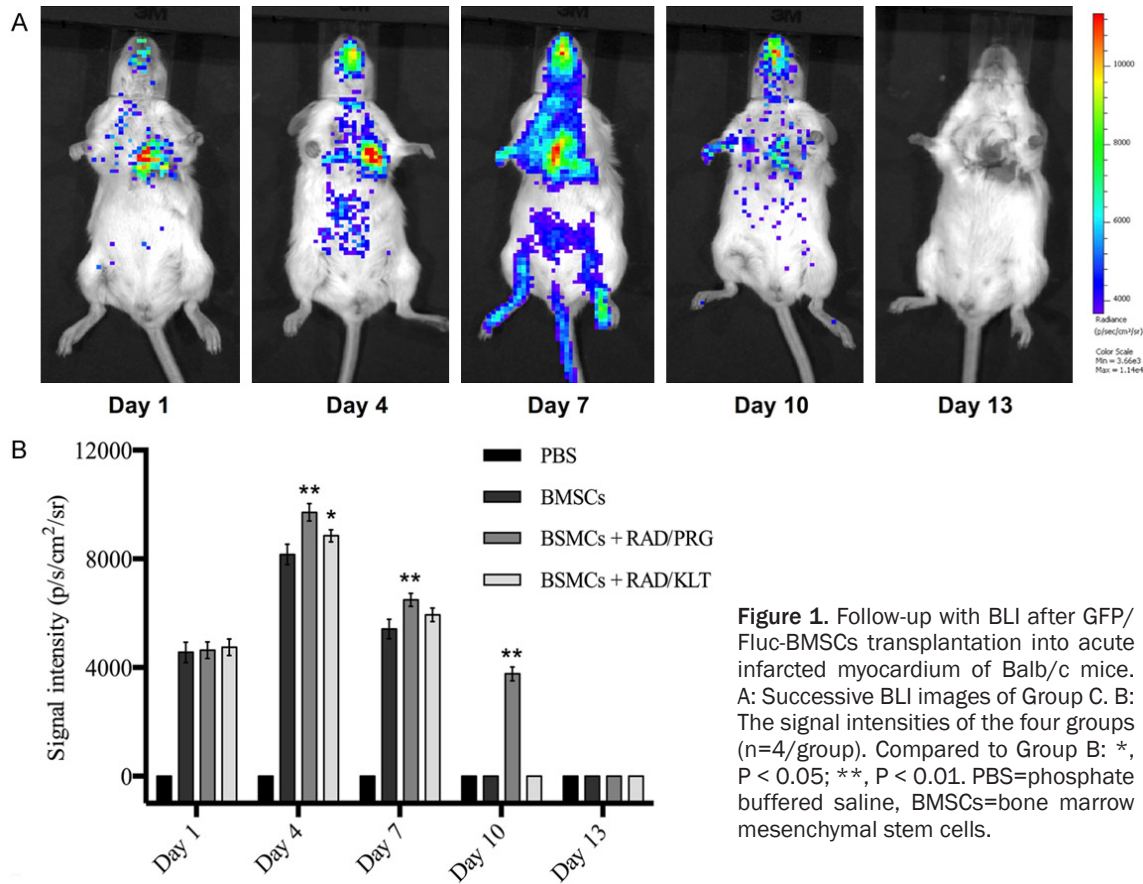 A
3M
3M
3M
10000
8000
6000
4000
Radiance
(p/sec/cm²/sr)
Color Scale
Min = 3.66e3
Max = 1.14e4
Day 1
Day 4
Day 7
Day 10
Day 13
B
Signal intensity (p/s/cm²/sr)
12000
8000
4000
0
**
*
**
**
PBS
BMSCs
BSMCs + RAD/PRG
BSMCs + RAD/KLT
Day 1
Day 4
Day 7
Day 10
Day 13
Figure 1. Follow-up with BLI after GFP/
Fluc-BMSCs transplantation into acute
infarcted myocardium of Balb/c mice.
A: Successive BLI images of Group C. B:
The signal intensities of the four groups
(n=4/group). Compared to Group B: *,
P < 0.05; **, P < 0.01. PBS=phosphate
buffered saline, BMSCs=bone marrow
mesenchymal stem cells.